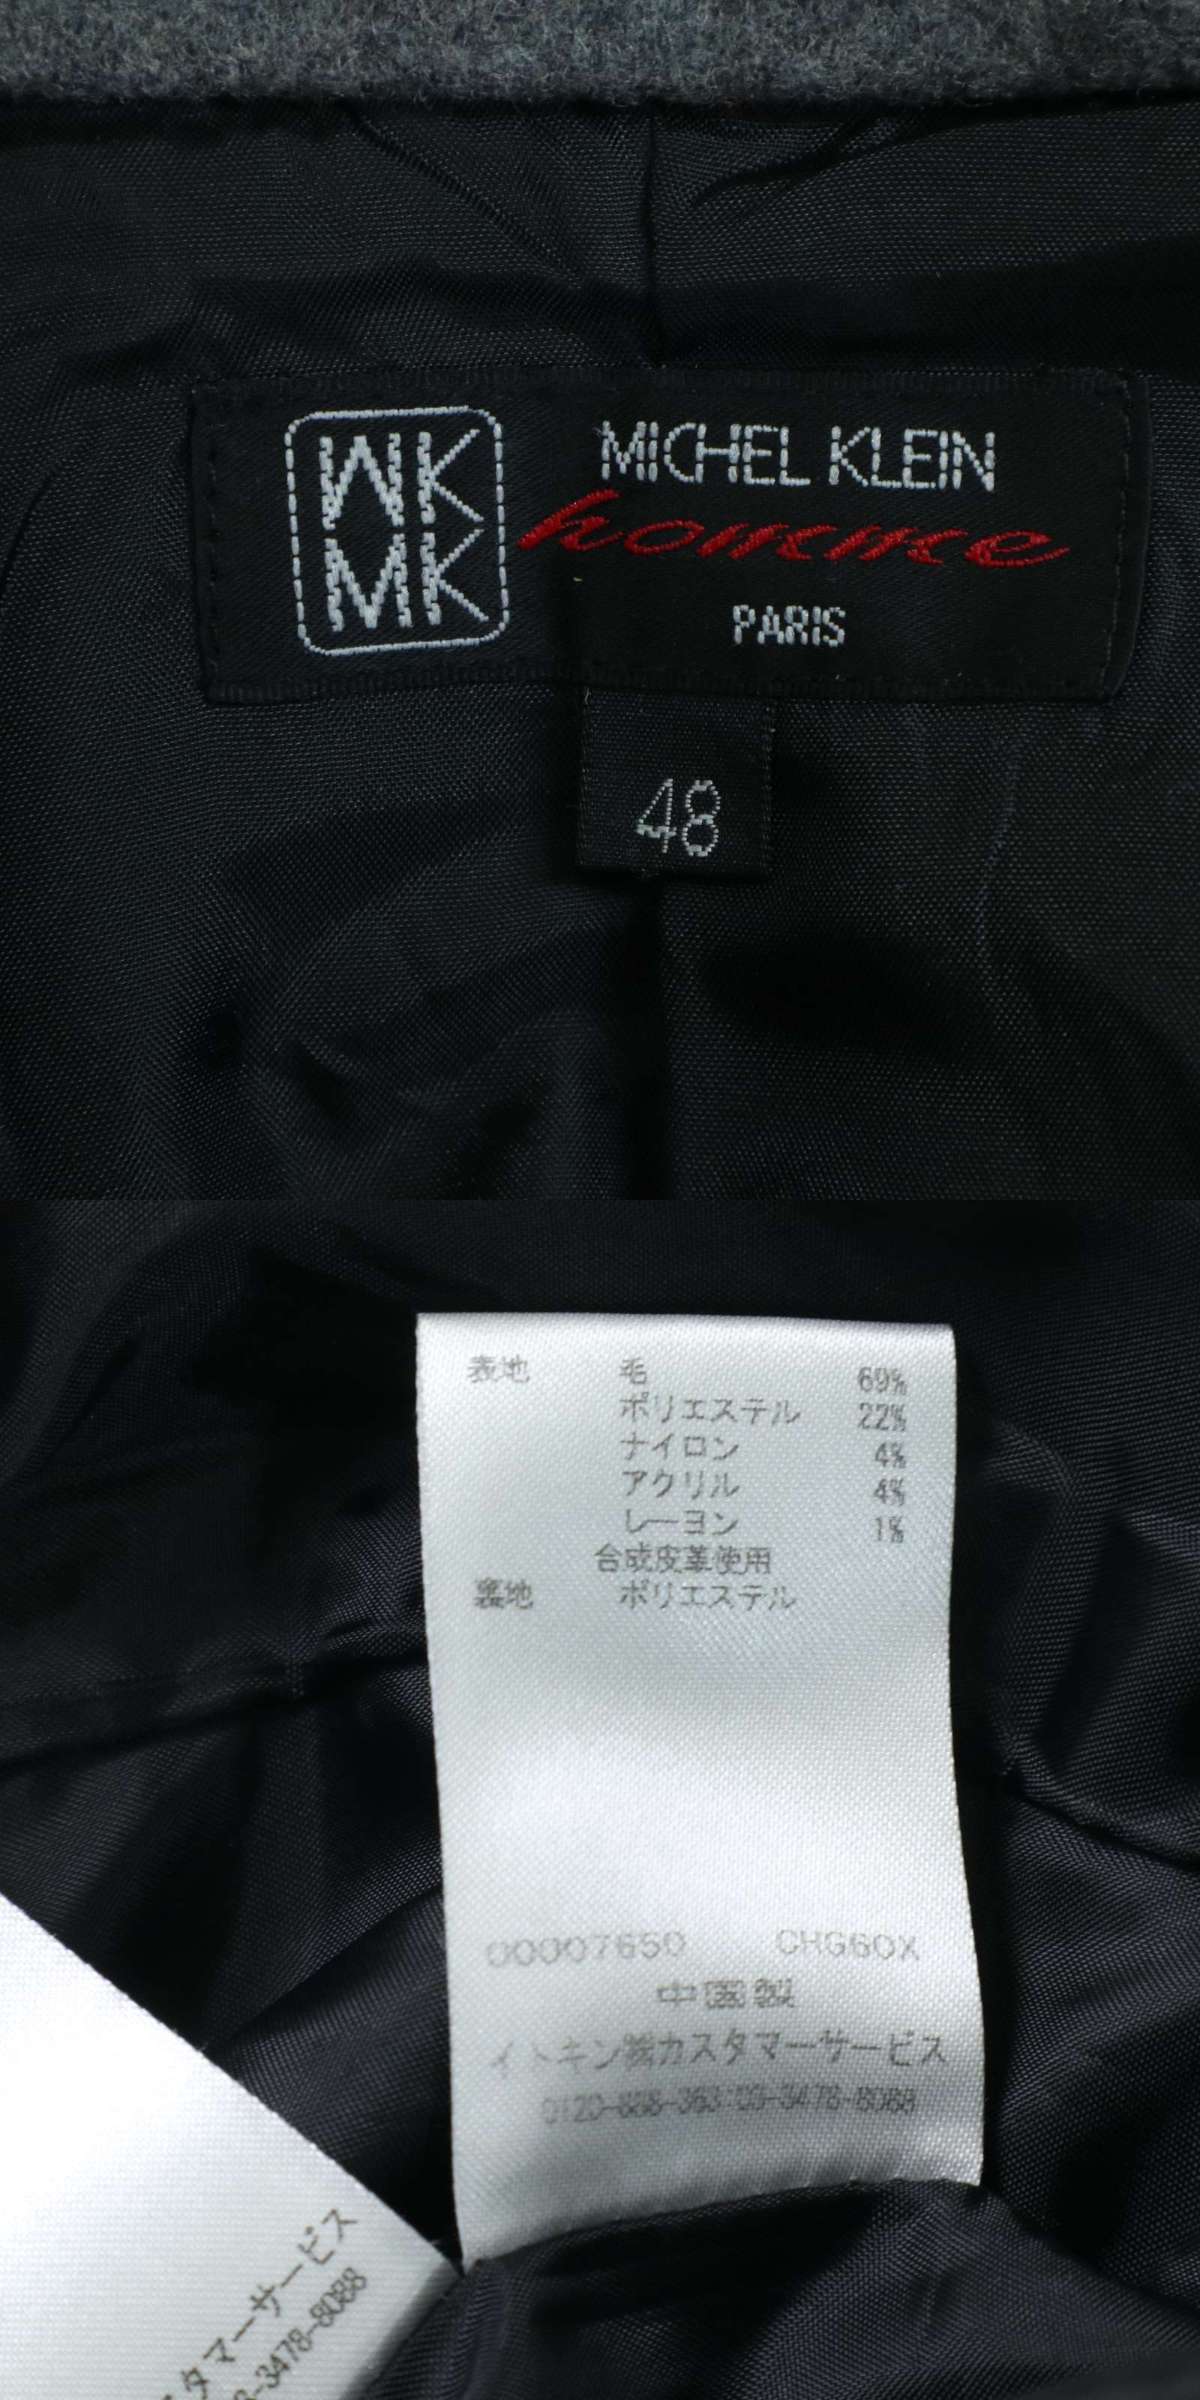 MK
MK
MICHEL KLEIN
homme
PARIS
48
表地 毛 69%
ポリエステル 22%
ナイロン 4%
アクリル 4%
レーヨン 1%
合成皮革使用
裏地 ポリエステル
00007650 CHG60X
中国製
イトキン㈱カスタマーサービス
0120-888-363:03-3478-8088
スタマーサービス
3-3478-8088